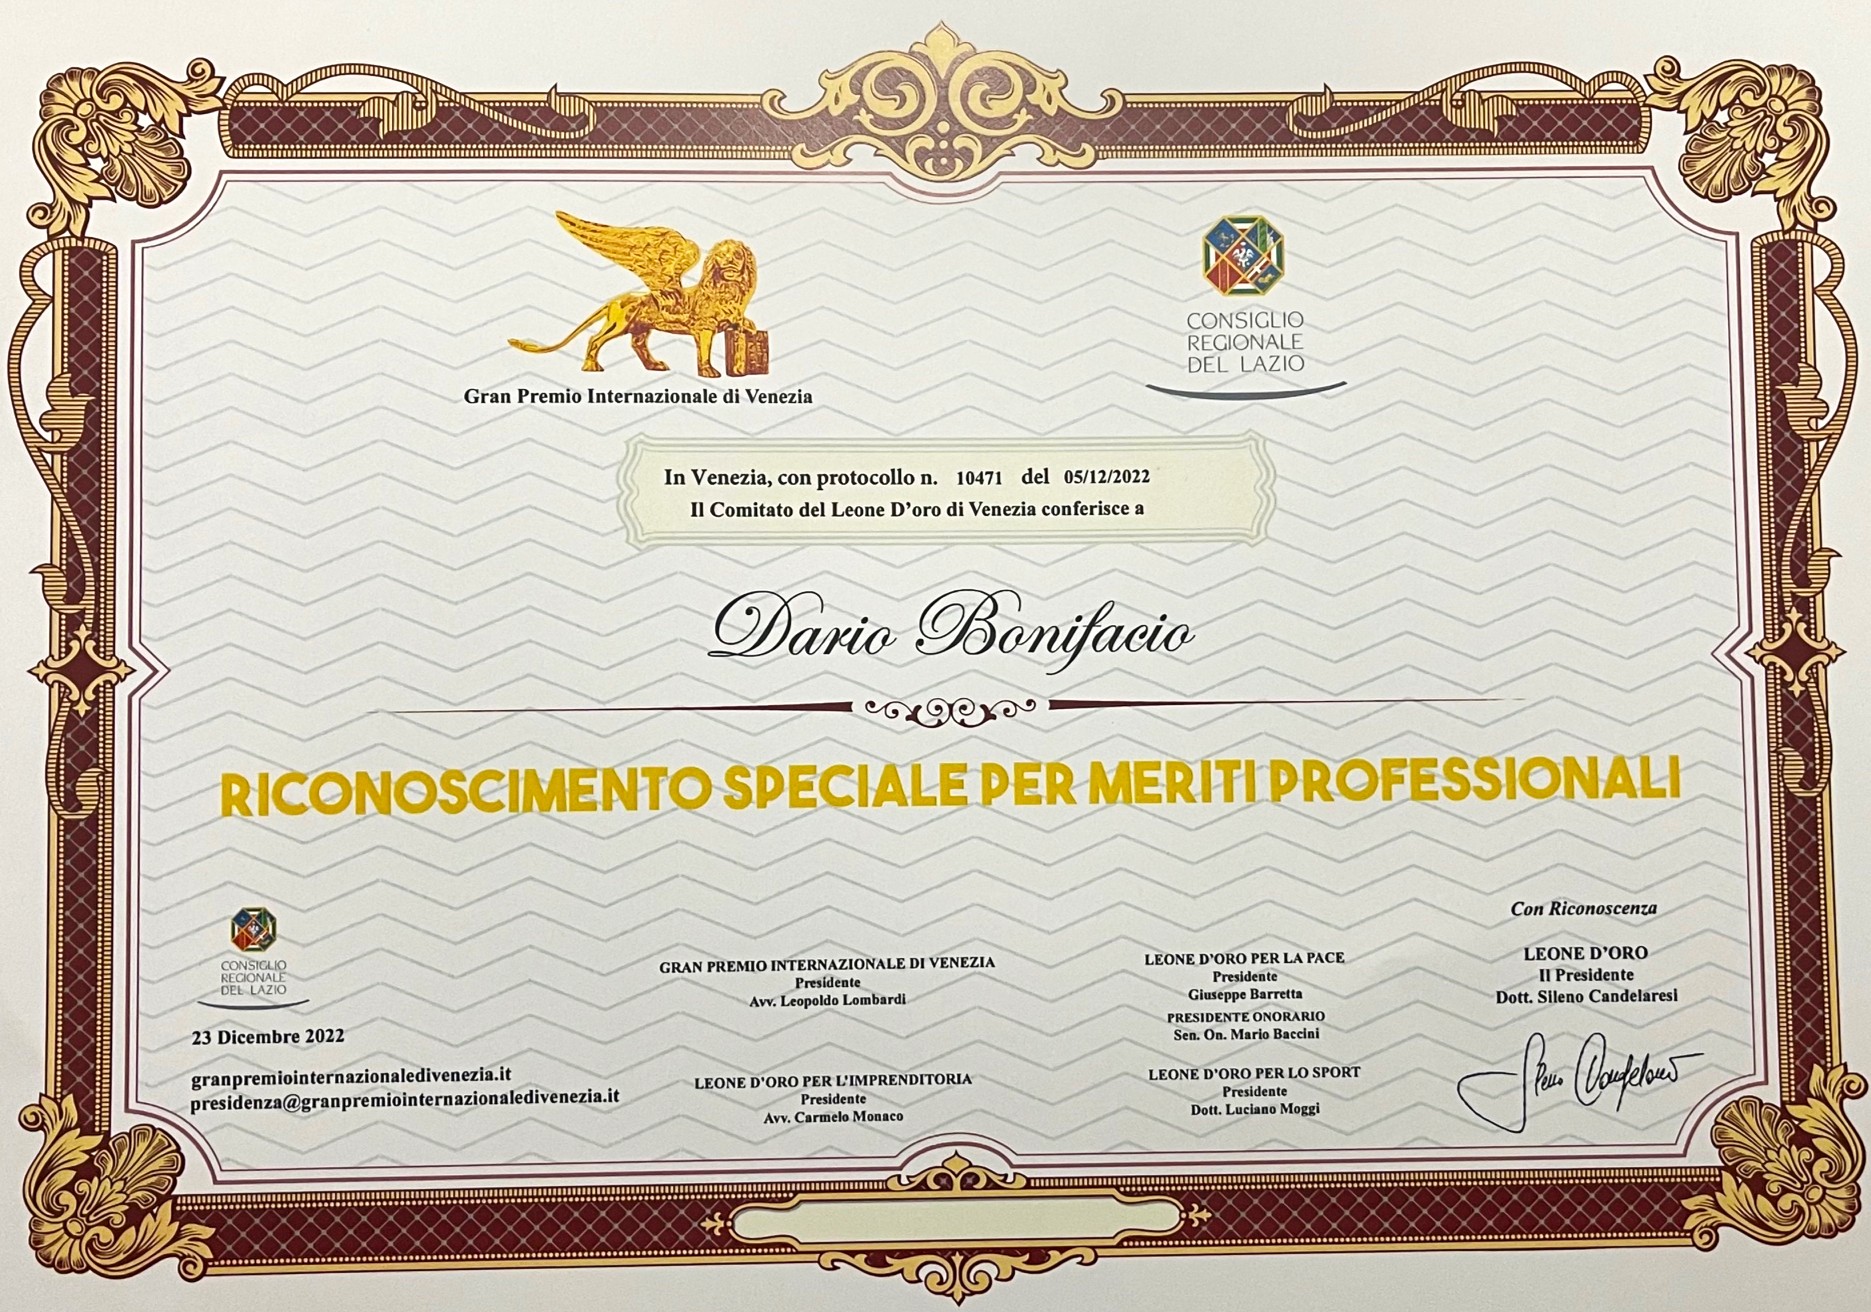 Gran Premio Internazionale di Venezia
CONSIGLIO
REGIONALE
DEL LAZIO
In Venezia, con protocollo n. 10471 del 05/12/2022
Il Comitato del Leone D'oro di Venezia conferisce a
Dario Bonifacio
RICONOSCIMENTO SPECIALE PER MERITI PROFESSIONALI
CONSIGLIO
REGIONALE
DEL LAZIO
23 Dicembre 2022
granpremiointernazionaledivenezia.it
presidenza@granpremiointernazionaledivenezia.it
GRAN PREMIO INTERNAZIONALE DI VENEZIA
Presidente
Avv. Leopoldo Lombardi
LEONE D'ORO PER L'IMPRENDITORIA
Presidente
Avv. Carmelo Monaco
LEONE D'ORO PER LA PACE
Presidente
Giuseppe Barretta
PRESIDENTE ONORARIO
Sen. On. Mario Baccini
LEONE D'ORO PER LO SPORT
Presidente
Dott. Luciano Moggi
Con Riconoscenza
LEONE D'ORO
Il Presidente
Dott. Sileno Candelaresi